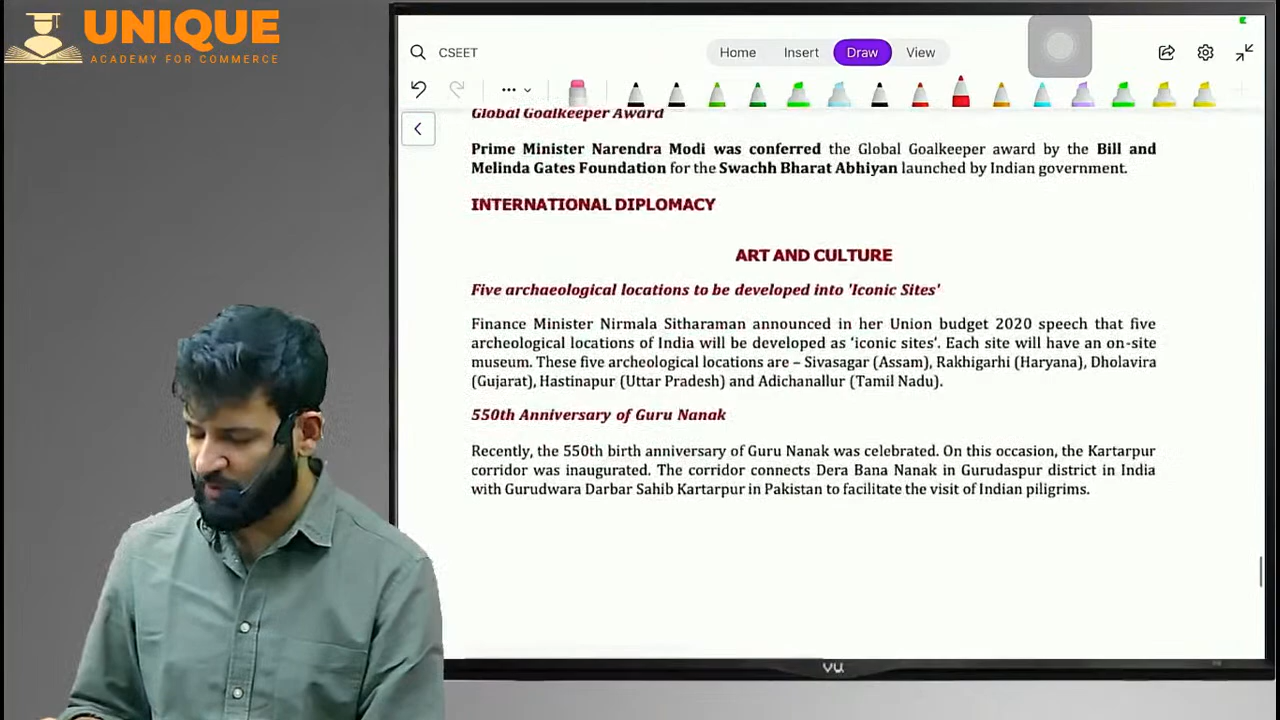 UNIQUE
ACADEMY FOR COMMERCE
CSEET
Home Insert Draw View
Global Goalkeeper Award
Prime Minister Narendra Modi was conferred the Global Goalkeeper award by the Bill and
Melinda Gates Foundation for the Swachh Bharat Abhiyan launched by Indian government.
INTERNATIONAL DIPLOMACY
ART AND CULTURE
Five archaeological locations to be developed into 'Iconic Sites'
Finance Minister Nirmala Sitharaman announced in her Union budget 2020 speech that five
archeological locations of India will be developed as 'iconic sites'. Each site will have an on-site
museum. These five archeological locations are – Sivasagar (Assam), Rakhigarhi (Haryana), Dholavira
(Gujarat), Hastinapur (Uttar Pradesh) and Adichanallur (Tamil Nadu).
550th Anniversary of Guru Nanak
Recently, the 550th birth anniversary of Guru Nanak was celebrated. On this occasion, the Kartarpur
corridor was inaugurated. The corridor connects Dera Bana Nanak in Gurudaspur district in India
with Gurudwara Darbar Sahib Kartarpur in Pakistan to facilitate the visit of Indian piligrims.
VU